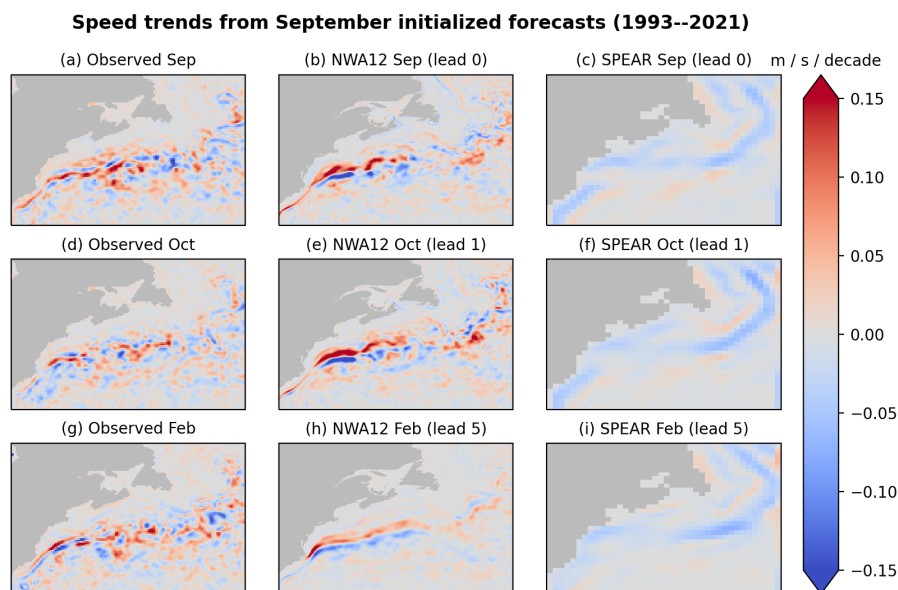 Speed trends from September initialized forecasts (1993--2021)
(a) Observed Sep
(b) NWA12 Sep (lead 0)
(c) SPEAR Sep (lead 0)
m / s / decade
(d) Observed Oct
(e) NWA12 Oct (lead 1)
(f) SPEAR Oct (lead 1)
(g) Observed Feb
(h) NWA12 Feb (lead 5)
(i) SPEAR Feb (lead 5)
0.15
0.10
0.05
0.00
−0.05
−0.10
−0.15